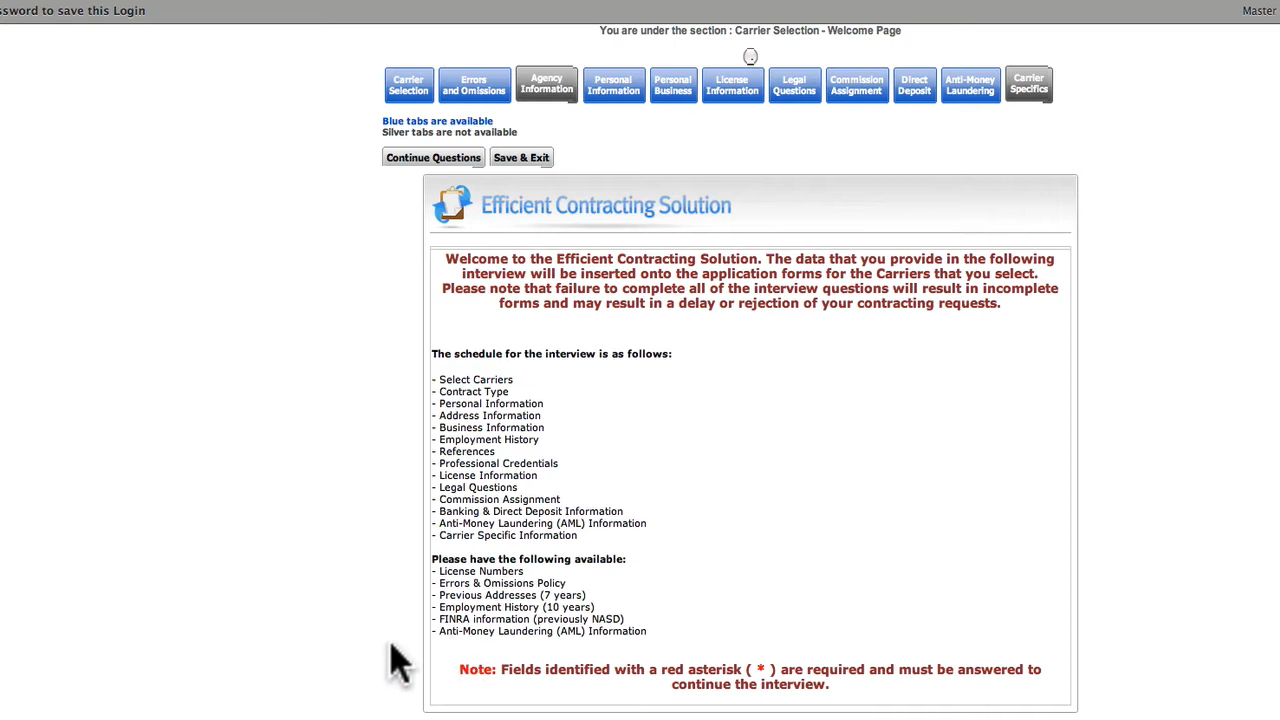 ssword to save this Login
Master
You are under the section : Carrier Selection - Welcome Page
Carrier Selection
Errors and Omissions
Agency Information
Personal Information
Personal Business
License Information
Legal Questions
Commission Assignment
Direct Deposit
Anti-Money Laundering
Carrier Specifics
Blue tabs are available
Silver tabs are not available
Continue Questions
Save & Exit
Efficient Contracting Solution
Welcome to the Efficient Contracting Solution. The data that you provide in the following
interview will be inserted onto the application forms for the Carriers that you select.
Please note that failure to complete all of the interview questions will result in incomplete
forms and may result in a delay or rejection of your contracting requests.
The schedule for the interview is as follows:
- Select Carriers
- Contract Type
- Personal Information
- Address Information
- Business Information
- Employment History
- References
- Professional Credentials
- License Information
- Legal Questions
- Commission Assignment
- Banking & Direct Deposit Information
- Anti-Money Laundering (AML) Information
- Carrier Specific Information
Please have the following available:
- License Numbers
- Errors & Omissions Policy
- Previous Addresses (7 years)
- Employment History (10 years)
- FINRA information (previously NASD)
- Anti-Money Laundering (AML) Information
Note: Fields identified with a red asterisk ( * ) are required and must be answered to
continue the interview.